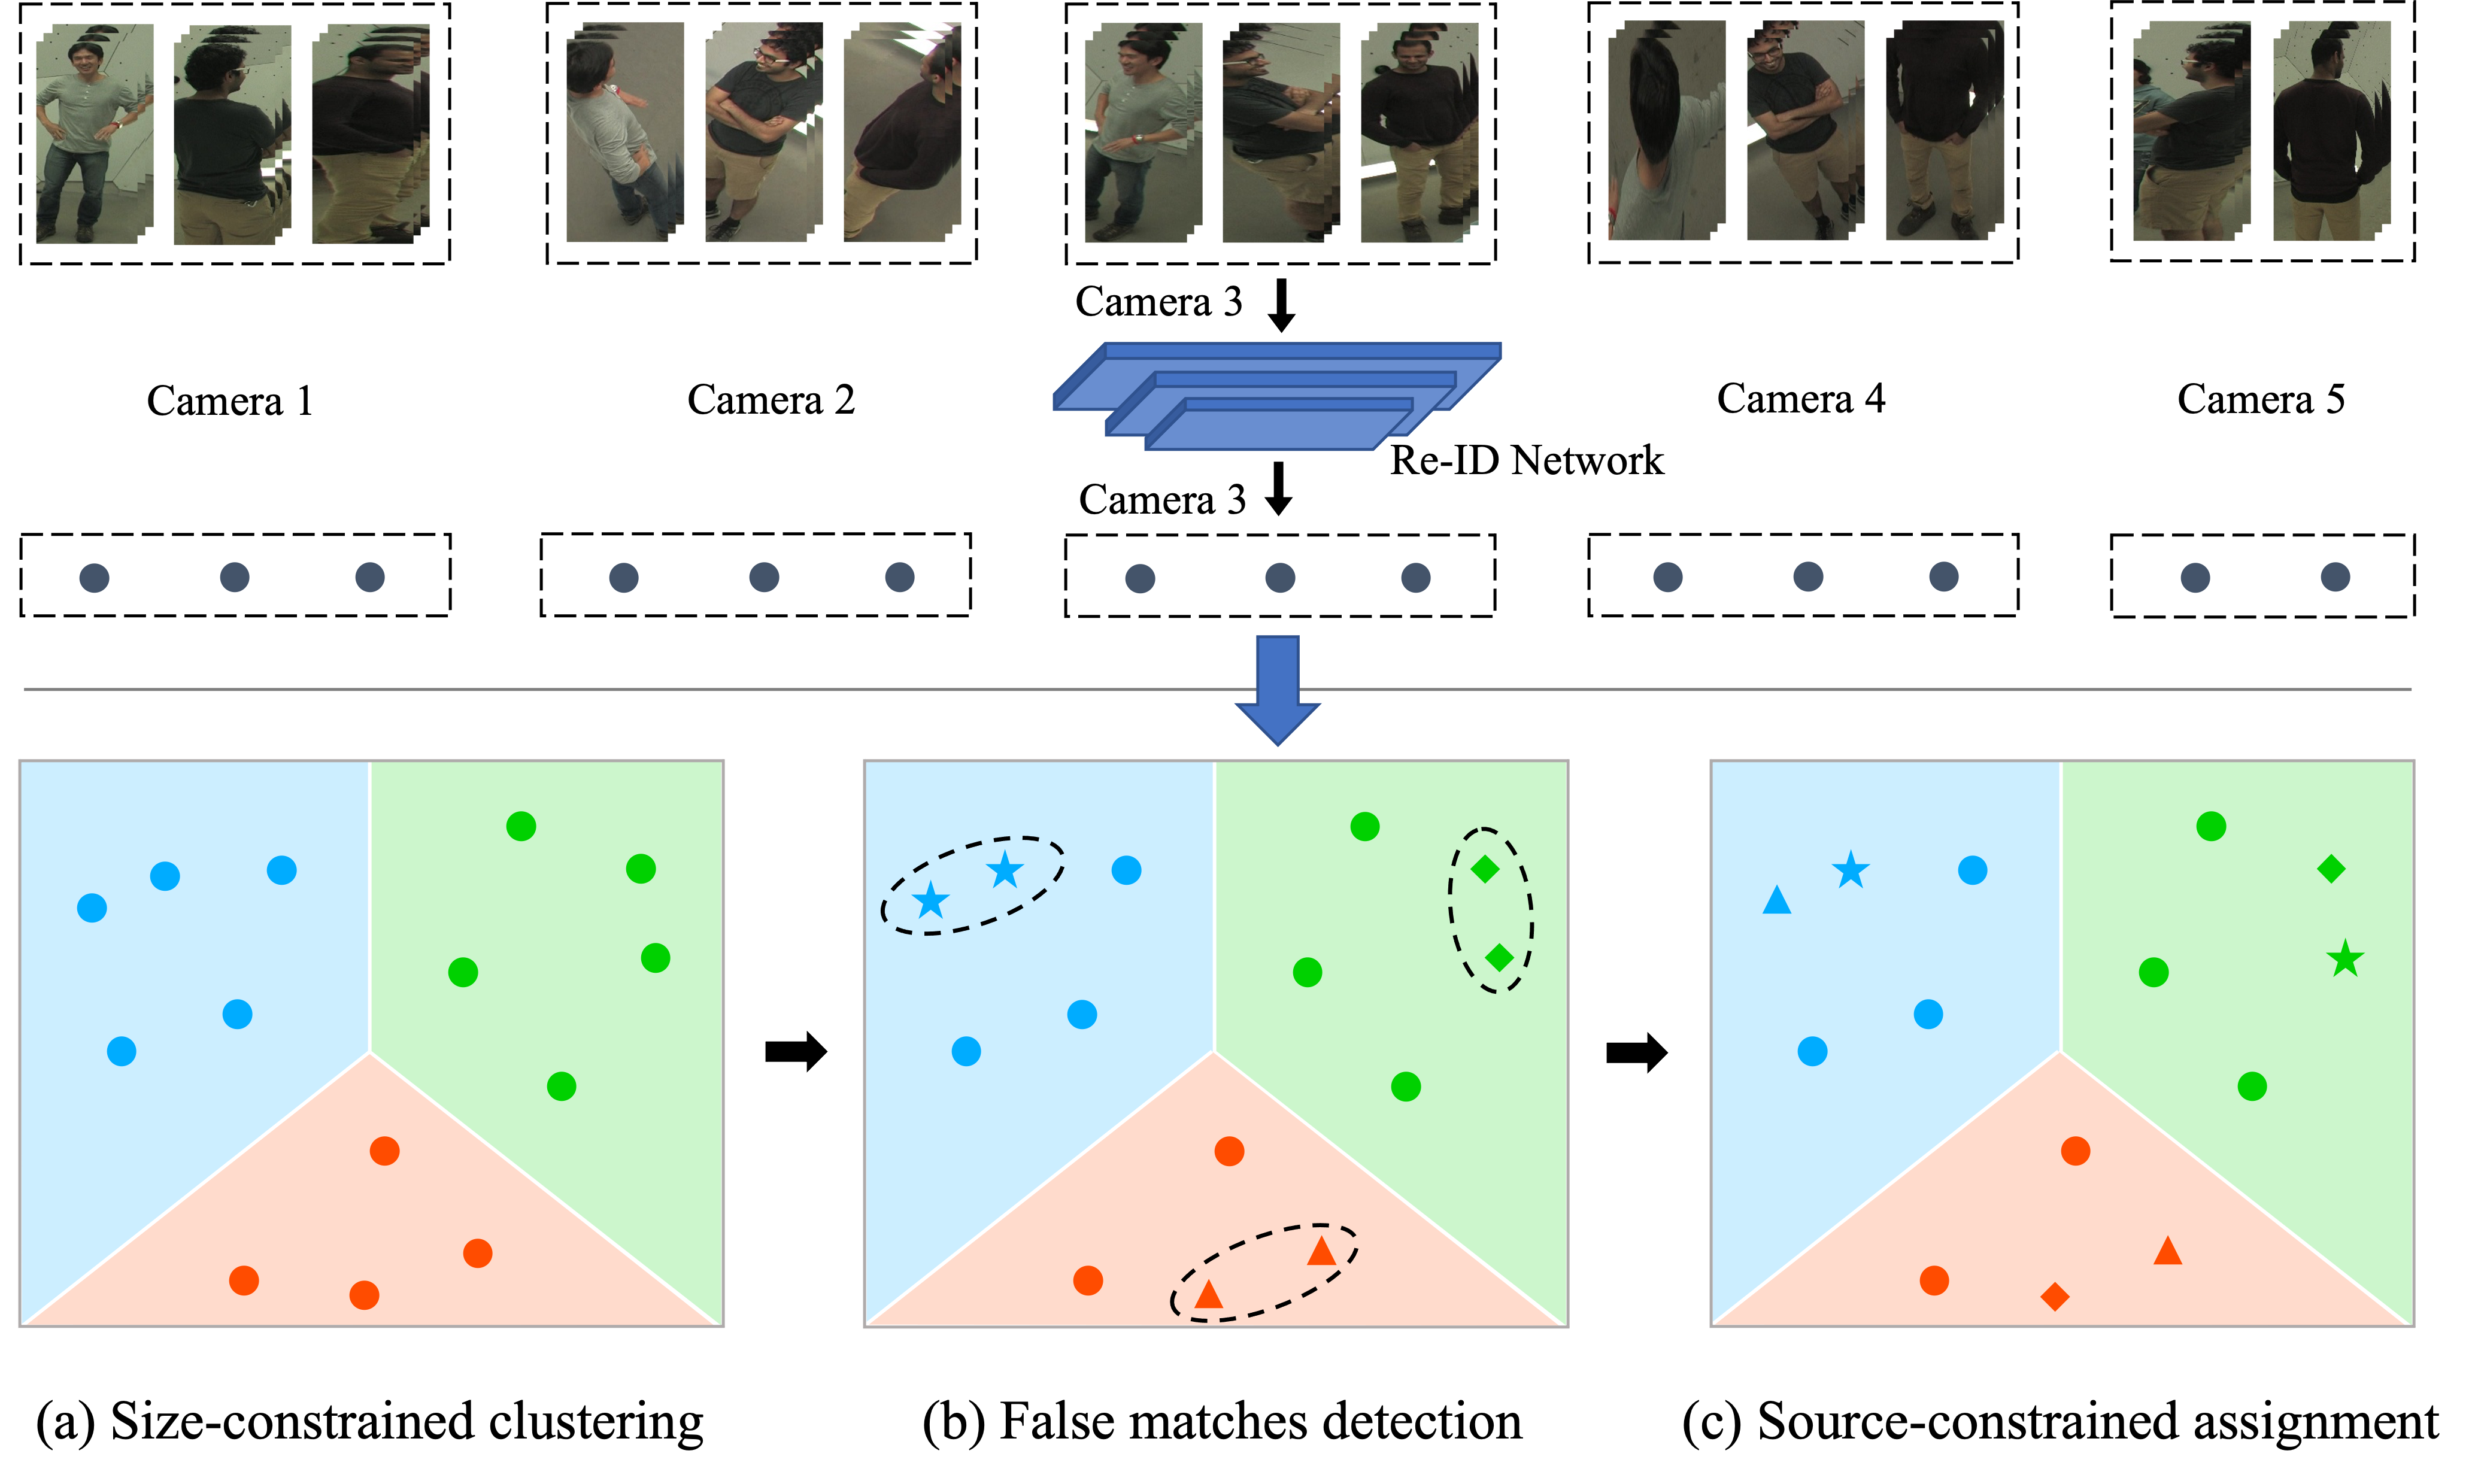 Camera 3
Camera 1
Camera 2
Camera 4
Camera 5
Re-ID Network
Camera 3
(a) Size-constrained clustering
(b) False matches detection
(c) Source-constrained assignment